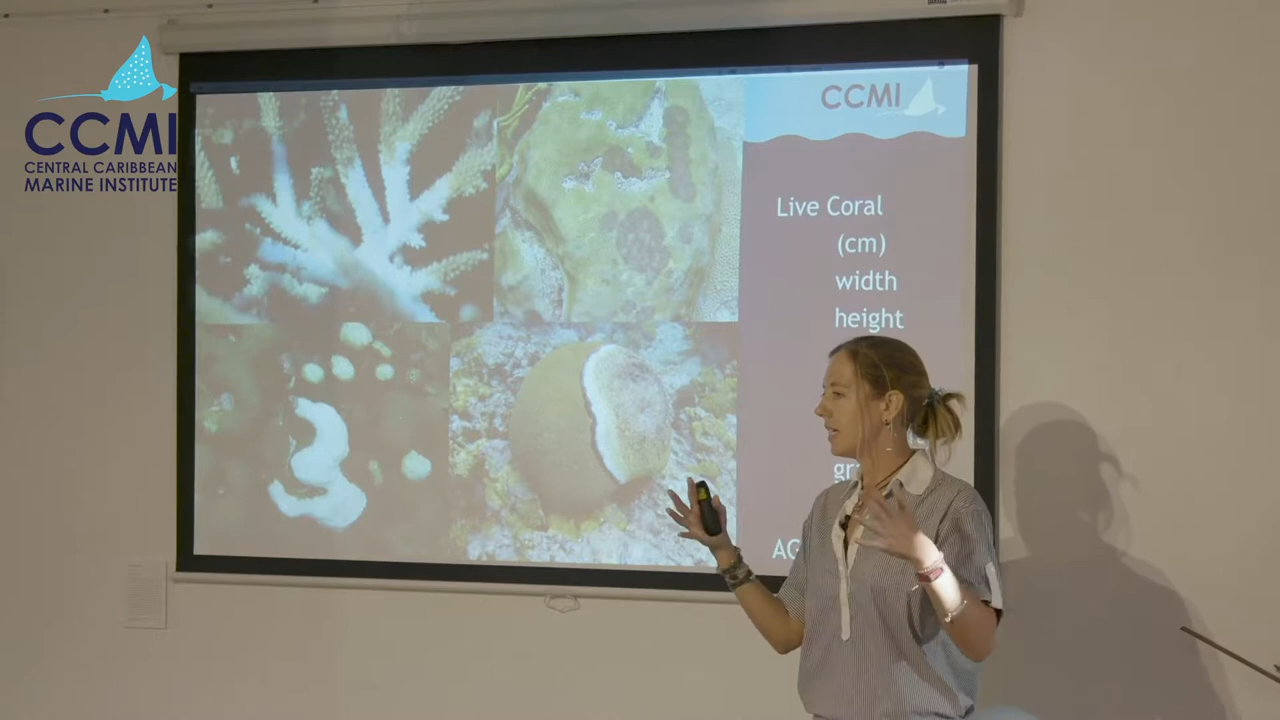 CCMI
CENTRAL CARIBBEAN
MARINE INSTITUTE
CCMI
Live Coral
(cm)
width
height